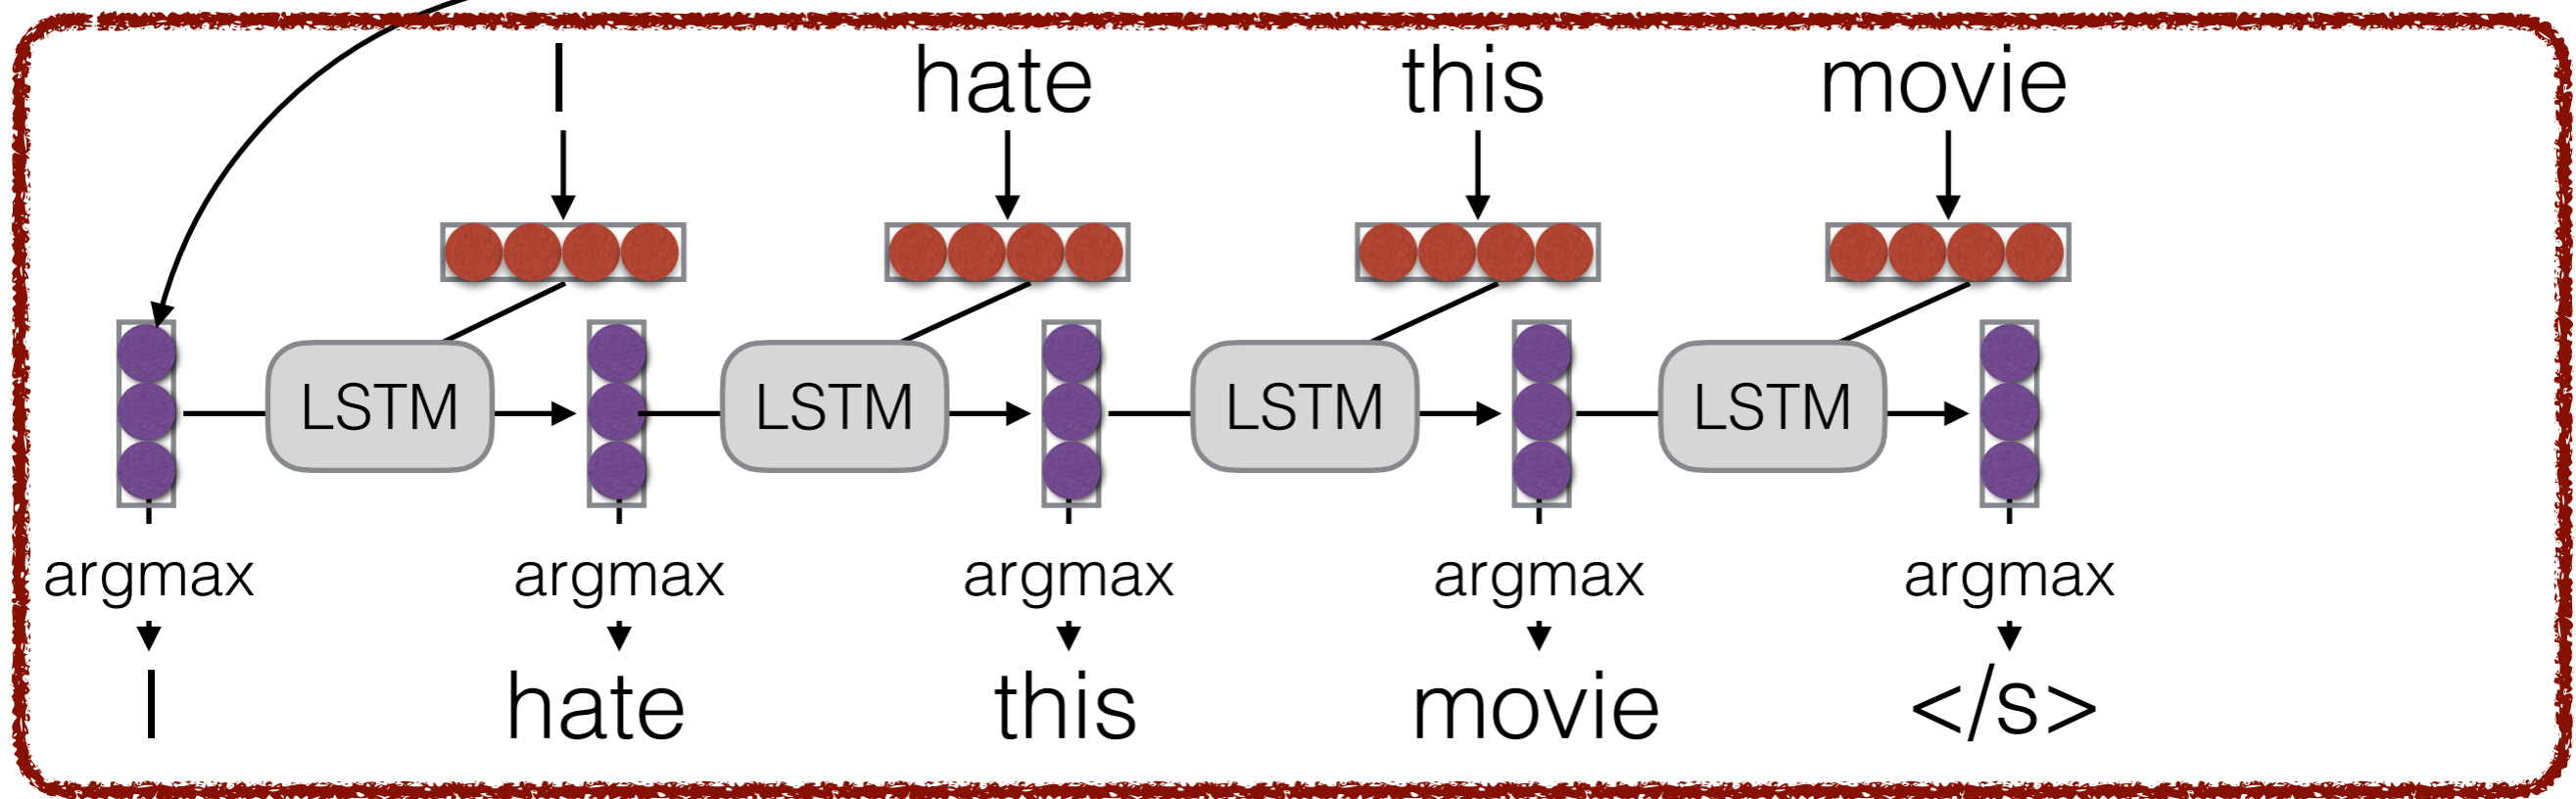 I hate this movie
LSTM LSTM LSTM LSTM
argmax argmax argmax argmax argmax
I hate this movie </s>